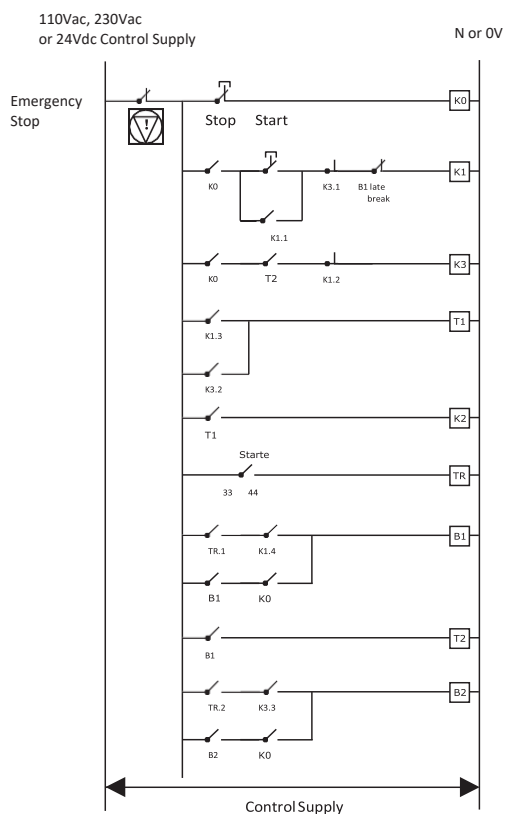 110Vac, 230Vac
or 24Vdc Control Supply
N or 0V
Emergency
Stop
!
K0
Stop Start
K0
K3.1
B1 late
break
K1
K1.1
K0
T2
K1.2
K3
K1.3
T1
K3.2
T1
K2
Starte
33 44
TR
TR.1
K1.4
B1
B1
K0
B1
T2
TR.2
K3.3
B2
B2
K0
Control Supply